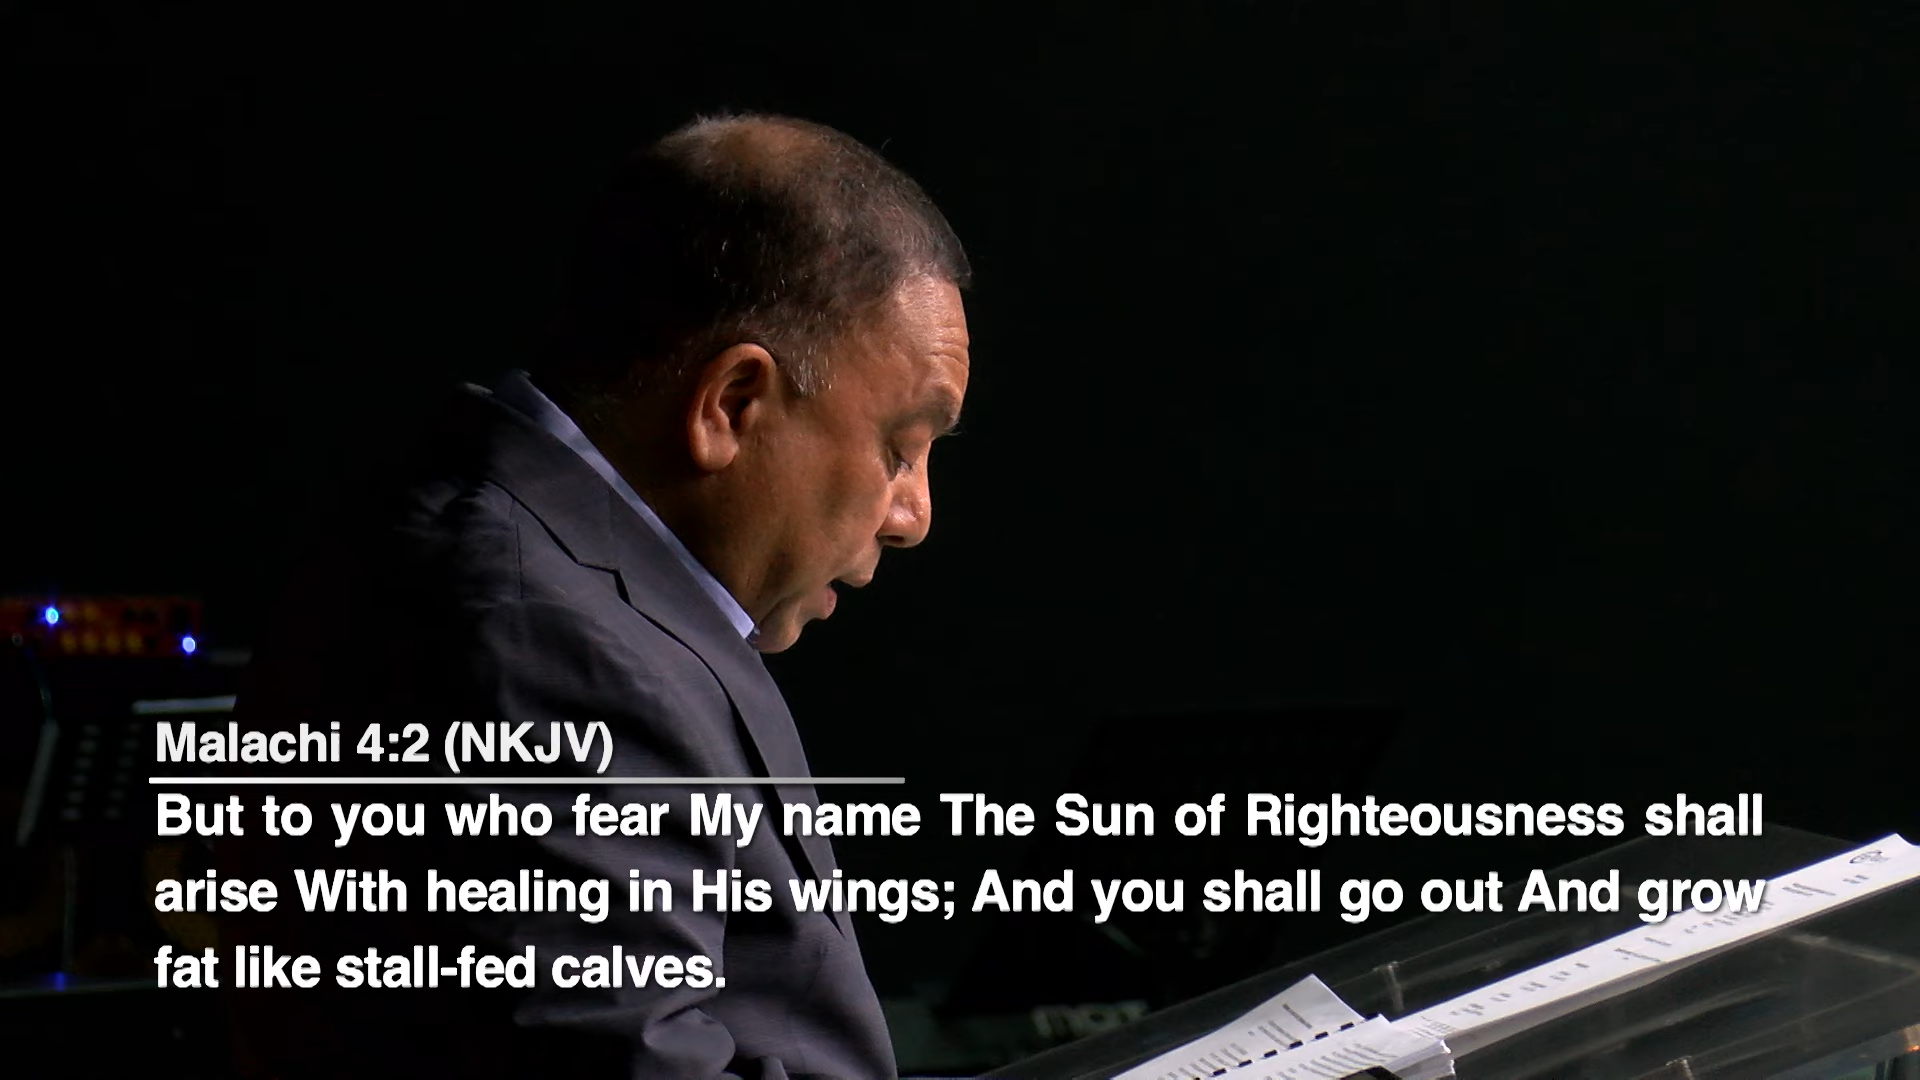 Malachi 4:2 (NKJV)
But to you who fear My name The Sun of Righteousness shall
arise With healing in His wings; And you shall go out And grow
fat like stall-fed calves.